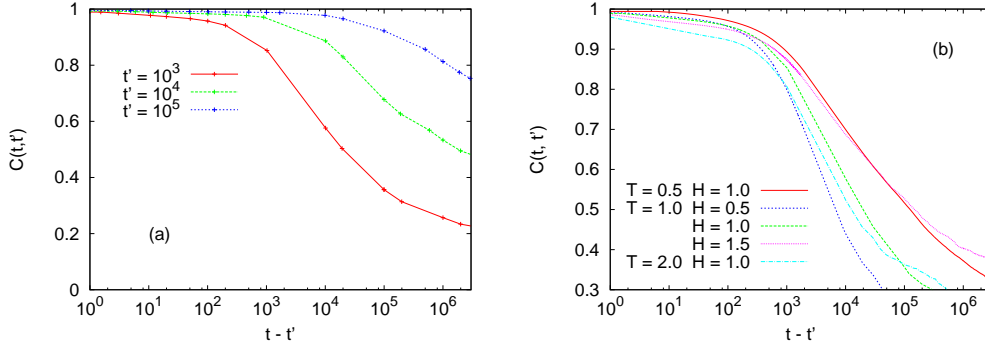 1
0.8
0.6
0.4
0.2
0
C(t,t')
t' = 10^3
t' = 10^4
t' = 10^5
(a)
10^0 10^1 10^2 10^3 10^4 10^5 10^6
t - t'
1
0.9
0.8
0.7
0.6
0.5
0.4
0.3
C(t, t')
(b)
T = 0.5 H = 1.0
T = 1.0 H = 0.5
H = 1.0
H = 1.5
T = 2.0 H = 1.0
10^0 10^1 10^2 10^3 10^4 10^5 10^6
t - t'